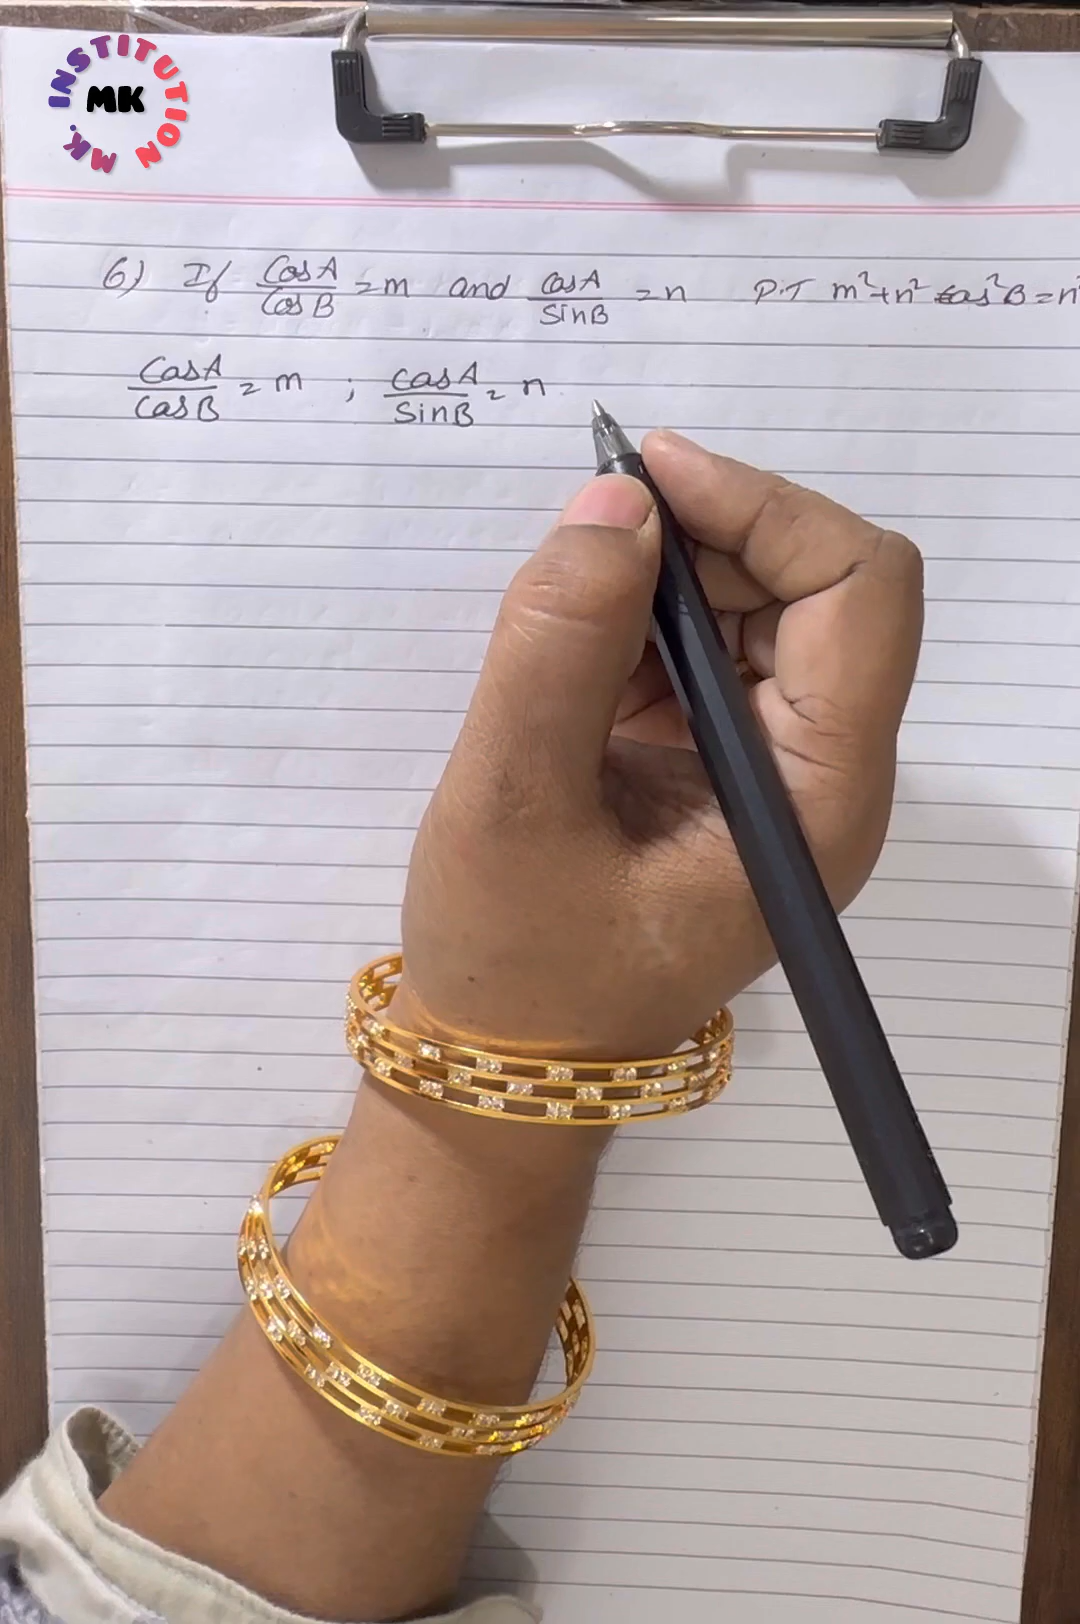 MK. INSTITUTION
MK
6) If CosA/CosB = m and CosA/SinB = n P.T m²+n² Cos²B = n²
CosA/CosB = m ; CosA/SinB = n